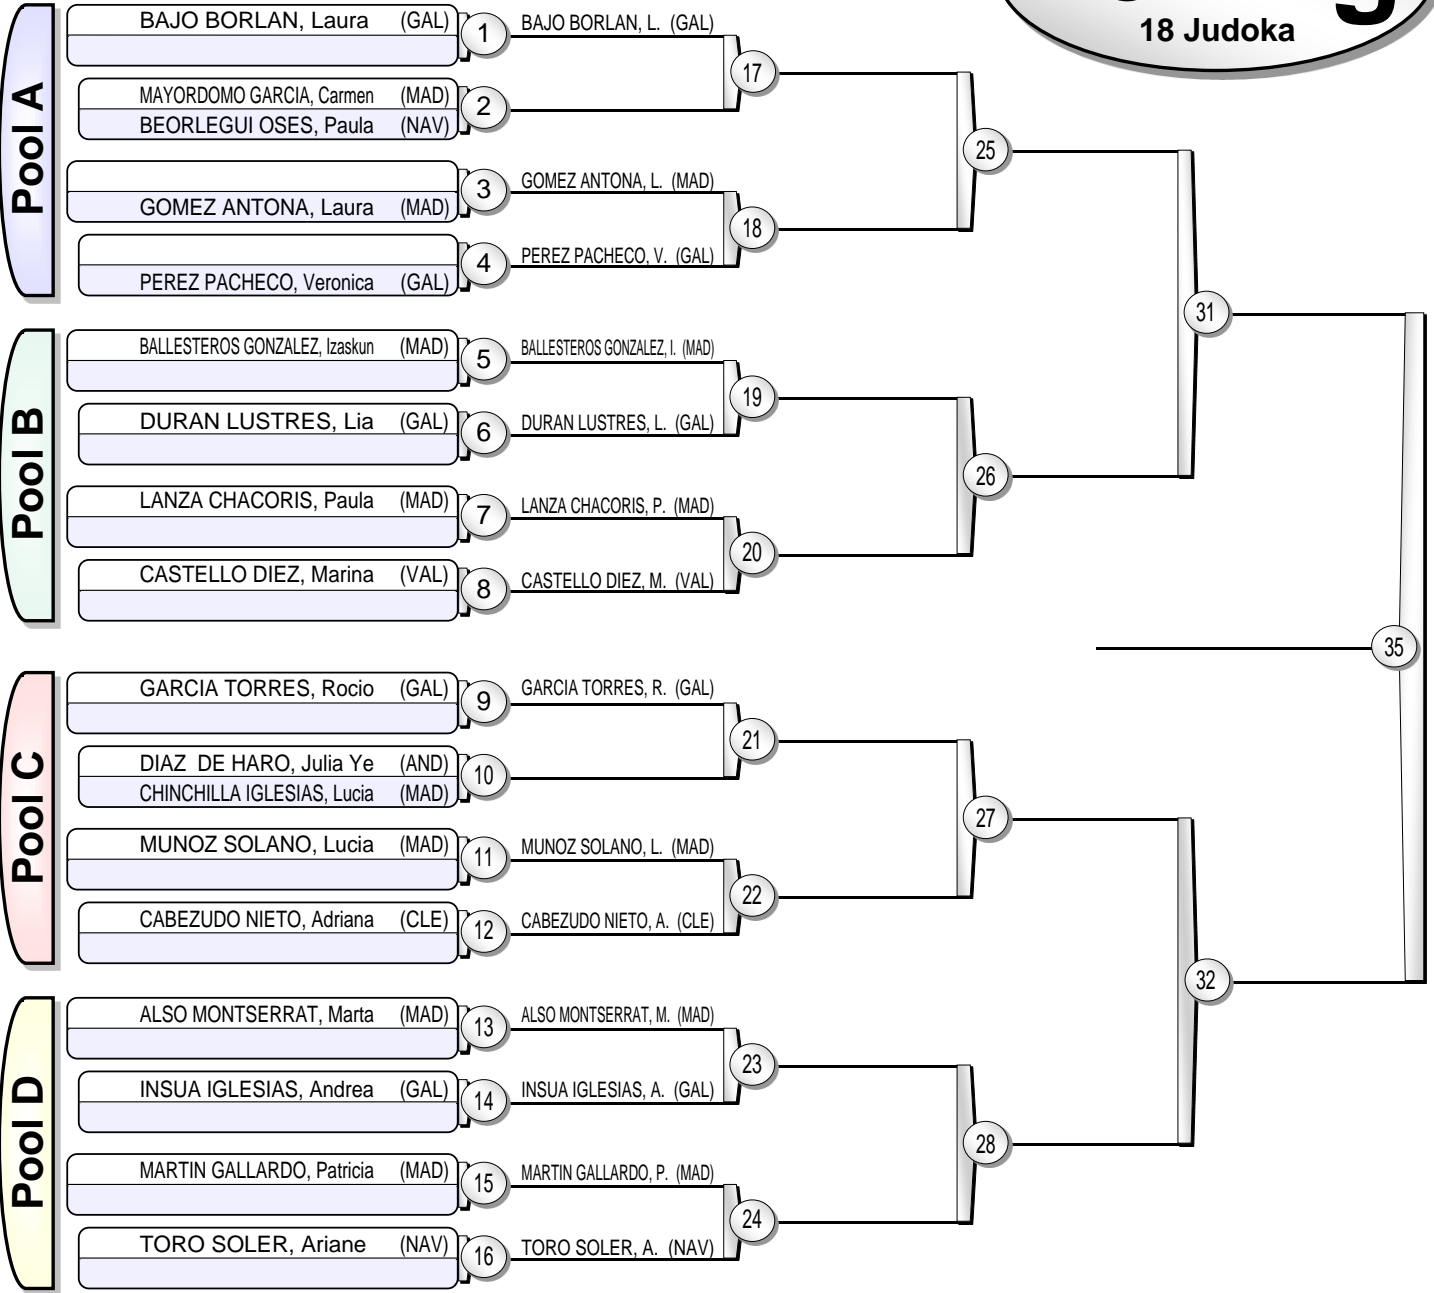 18 Judoka
Pool A
BAJO BORLAN, Laura (GAL)
1
BAJO BORLAN, L. (GAL)
17
MAYORDOMO GARCIA, Carmen (MAD)
2
BEORLEGUI OSES, Paula (NAV)
25
GOMEZ ANTONA, Laura (MAD)
3
GOMEZ ANTONA, L. (MAD)
18
PEREZ PACHECO, Veronica (GAL)
4
PEREZ PACHECO, V. (GAL)
31
Pool B
BALLESTEROS GONZALEZ, Izaskun (MAD)
5
BALLESTEROS GONZALEZ, I. (MAD)
19
DURAN LUSTRES, Lia (GAL)
6
DURAN LUSTRES, L. (GAL)
26
LANZA CHACORIS, Paula (MAD)
7
LANZA CHACORIS, P. (MAD)
20
CASTELLO DIEZ, Marina (VAL)
8
CASTELLO DIEZ, M. (VAL)
35
Pool C
GARCIA TORRES, Rocio (GAL)
9
GARCIA TORRES, R. (GAL)
21
DIAZ DE HARO, Julia Ye (AND)
10
CHINCHILLA IGLESIAS, Lucia (MAD)
27
MUNOZ SOLANO, Lucia (MAD)
11
MUNOZ SOLANO, L. (MAD)
22
CABEZUDO NIETO, Adriana (CLE)
12
CABEZUDO NIETO, A. (CLE)
32
Pool D
ALSO MONTSERRAT, Marta (MAD)
13
ALSO MONTSERRAT, M. (MAD)
23
INSUA IGLESIAS, Andrea (GAL)
14
INSUA IGLESIAS, A. (GAL)
28
MARTIN GALLARDO, Patricia (MAD)
15
MARTIN GALLARDO, P. (MAD)
24
TORO SOLER, Ariane (NAV)
16
TORO SOLER, A. (NAV)